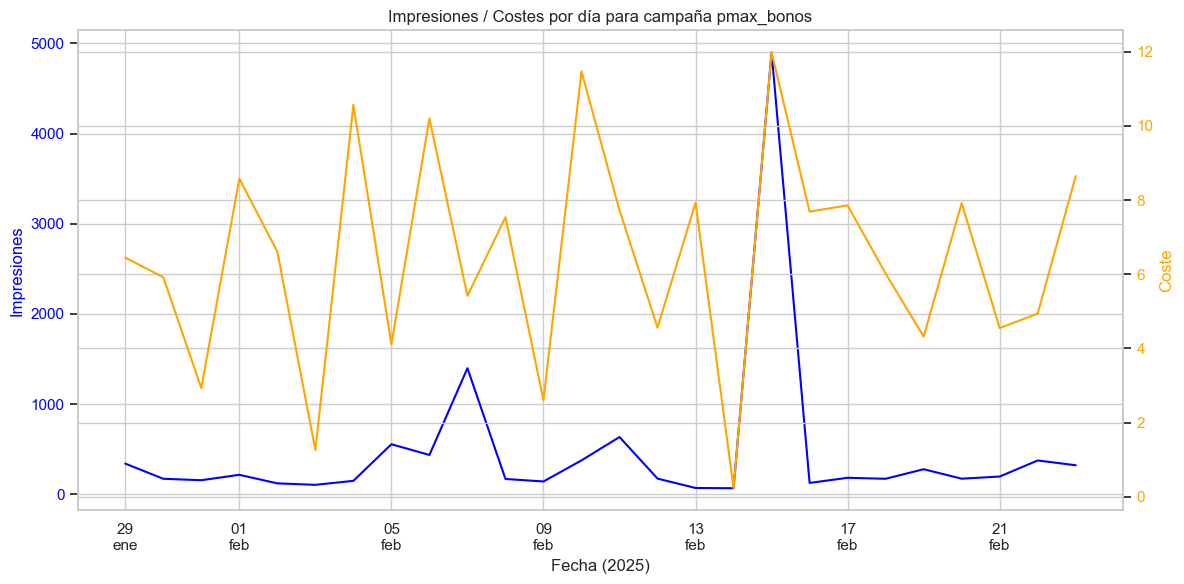 Impresiones / Costes por día para campaña pmax_bonos
Impresiones
5000
4000
3000
2000
1000
0
12
10
8
6
4
2
0
Coste
29 01 05 09 13 17 21
ene feb feb feb feb feb feb
Fecha (2025)